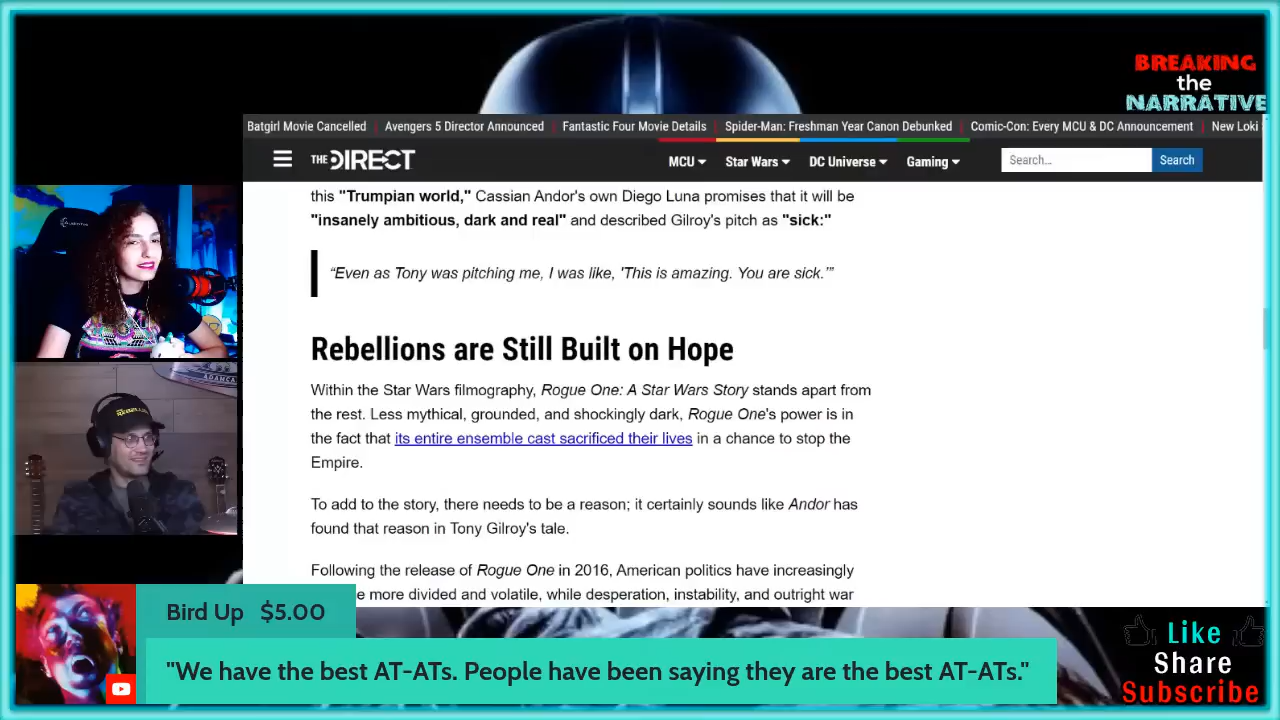 BREAKING
the
NARRATIVE
Batgirl Movie Cancelled | Avengers 5 Director Announced | Fantastic Four Movie Details | Spider-Man: Freshman Year Canon Debunked | Comic-Con: Every MCU & DC Announcement | New Loki
THE DIRECT
MCU
Star Wars
DC Universe
Gaming
Search...
Search
this "Trumpian world," Cassian Andor's own Diego Luna promises that it will be
"insanely ambitious, dark and real" and described Gilroy's pitch as "sick:"
“Even as Tony was pitching me, I was like, 'This is amazing. You are sick.'”
Rebellions are Still Built on Hope
Within the Star Wars filmography, Rogue One: A Star Wars Story stands apart from
the rest. Less mythical, grounded, and shockingly dark, Rogue One's power is in
the fact that its entire ensemble cast sacrificed their lives in a chance to stop the
Empire.
To add to the story, there needs to be a reason; it certainly sounds like Andor has
found that reason in Tony Gilroy's tale.
Following the release of Rogue One in 2016, American politics have increasingly
more divided and volatile, while desperation, instability, and outright war
Bird Up $5.00
"We have the best AT-ATs. People have been saying they are the best AT-ATs."
Like
Share
Subscribe